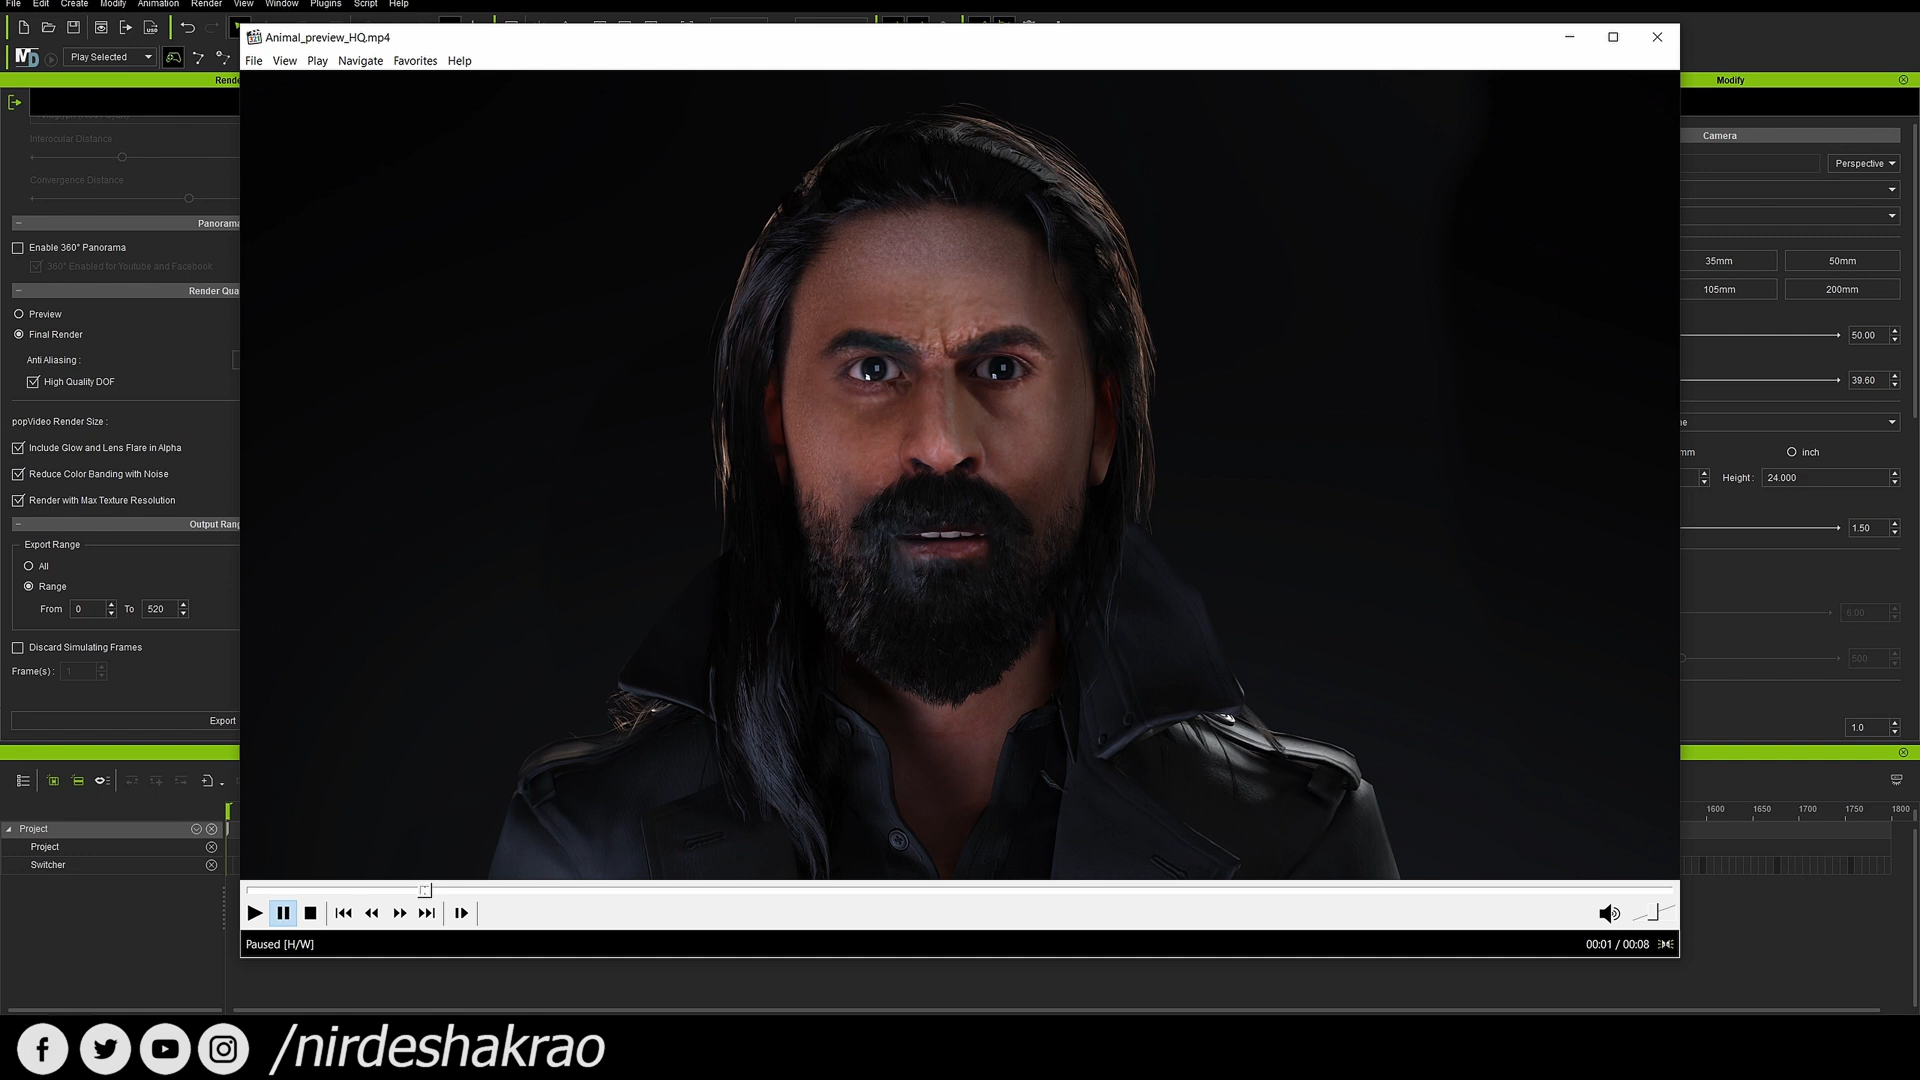 File Edit Create Modify Animation Render View Window Plugins Script Help
Play Selected
Animal_preview_HQ.mp4
File View Play Navigate Favorites Help
Modify
Interocular Distance
Convergence Distance
Enable 360° Panorama
360° Enabled for Youtube and Facebook
Preview
Final Render
Anti Aliasing :
High Quality DOF
popVideo Render Size :
Include Glow and Lens Flare in Alpha
Reduce Color Banding with Noise
Render with Max Texture Resolution
Export Range
All
Range
From 0 To 520
Discard Simulating Frames
Frame(s) : 1
Export
Camera
Perspective
35mm 50mm
105mm 200mm
50.00
39.60
mm inch
Height : 24.000
1.50
6.00
500
1.0
Project
Project
Switcher
1600 1650 1700 1750 1800
Paused [H/W]
00:01 / 00:08
/nirdeshakrao